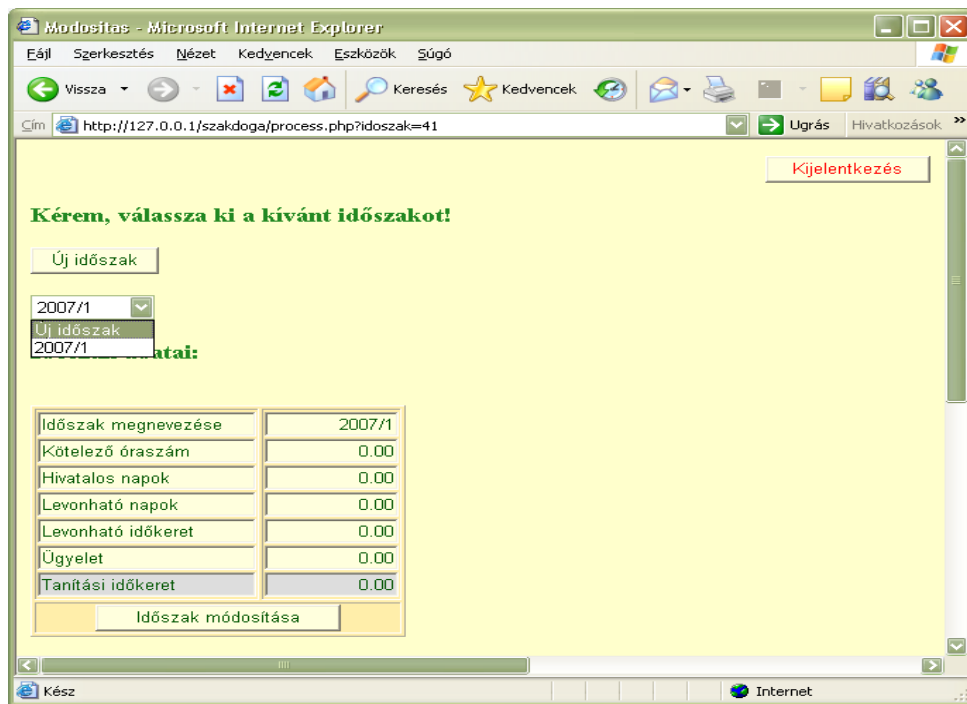 Modositas - Microsoft Internet Explorer
Fájl Szerkesztés Nézet Kedvencek Eszközök Súgó
Vissza Keresés Kedvencek
Cím http://127.0.0.1/szakdoga/process.php?idoszak=41 Ugrás Hivatkozások »
Kijelentkezés
Kérem, válassza ki a kívánt időszakot!
Új időszak
2007/1
Új időszak
2007/1
adatai:
Időszak megnevezése 2007/1
Kötelező óraszám 0.00
Hivatalos napok 0.00
Levonható napok 0.00
Levonható időkeret 0.00
Ügyelet 0.00
Tanítási időkeret 0.00
Időszak módosítása
Kész Internet